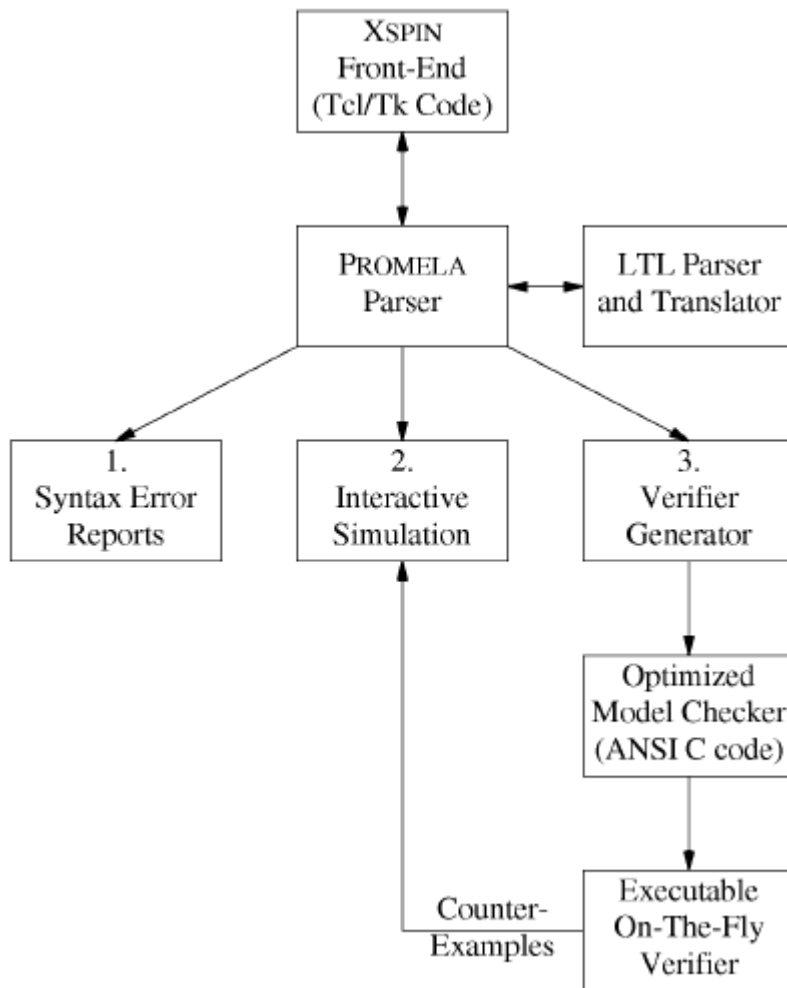 XSPIN
Front-End
(Tcl/Tk Code)
PROMELA
Parser
LTL Parser
and Translator
1.
Syntax Error
Reports
2.
Interactive
Simulation
3.
Verifier
Generator
Optimized
Model Checker
(ANSI C code)
Counter-
Examples
Executable
On-The-Fly
Verifier